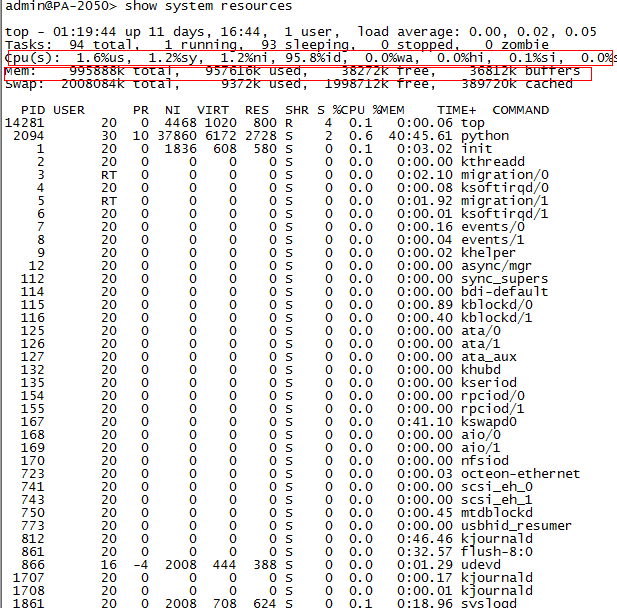 admin@PA-2050> show system resources
top - 01:19:44 up 11 days, 16:44,  1 user,  load average: 0.00, 0.02, 0.05
Tasks:  94 total,   1 running,  93 sleeping,   0 stopped,   0 zombie
Cpu(s):  1.6%us,  1.2%sy,  1.2%ni, 95.8%id,  0.0%wa,  0.0%hi,  0.1%si,  0.0%s
Mem:    995888k total,   957616k used,    38272k free,    36812k buffers
Swap:  2008084k total,     9372k used,  1998712k free,   389720k cached
PID USER      PR  NI  VIRT  RES  SHR S %CPU %MEM    TIME+  COMMAND
14281 20 0 4468 1020 800 R 4 0.1 0:00.06 top
2094 30 10 37860 6172 2728 S 2 0.6 40:45.61 python
1 20 0 1836 608 580 S 0 0.1 0:03.02 init
2 20 0 0 0 0 S 0 0.0 0:00.00 kthreadd
3 RT 0 0 0 0 S 0 0.0 0:02.10 migration/0
4 20 0 0 0 0 S 0 0.0 0:00.08 ksoftirqd/0
5 RT 0 0 0 0 S 0 0.0 0:01.92 migration/1
6 20 0 0 0 0 S 0 0.0 0:00.01 ksoftirqd/1
7 20 0 0 0 0 S 0 0.0 0:00.16 events/0
8 20 0 0 0 0 S 0 0.0 0:00.04 events/1
9 20 0 0 0 0 S 0 0.0 0:00.02 khelper
12 20 0 0 0 0 S 0 0.0 0:00.00 async/mgr
112 20 0 0 0 0 S 0 0.0 0:00.00 sync_supers
114 20 0 0 0 0 S 0 0.0 0:00.00 bdi-default
115 20 0 0 0 0 S 0 0.0 0:00.89 kblockd/0
116 20 0 0 0 0 S 0 0.0 0:00.40 kblockd/1
125 20 0 0 0 0 S 0 0.0 0:00.00 ata/0
126 20 0 0 0 0 S 0 0.0 0:00.00 ata/1
127 20 0 0 0 0 S 0 0.0 0:00.00 ata_aux
132 20 0 0 0 0 S 0 0.0 0:00.00 khubd
135 20 0 0 0 0 S 0 0.0 0:00.00 kseriod
154 20 0 0 0 0 S 0 0.0 0:00.00 rpciod/0
155 20 0 0 0 0 S 0 0.0 0:00.00 rpciod/1
167 20 0 0 0 0 S 0 0.0 0:41.10 kswapd0
168 20 0 0 0 0 S 0 0.0 0:00.00 aio/0
169 20 0 0 0 0 S 0 0.0 0:00.00 aio/1
170 20 0 0 0 0 S 0 0.0 0:00.00 nfsiod
723 20 0 0 0 0 S 0 0.0 0:00.03 octeon-ethernet
741 20 0 0 0 0 S 0 0.0 0:00.00 scsi_eh_0
743 20 0 0 0 0 S 0 0.0 0:00.00 scsi_eh_1
750 20 0 0 0 0 S 0 0.0 0:00.45 mtdblockd
773 20 0 0 0 0 S 0 0.0 0:00.00 usbhid_resumer
812 20 0 0 0 0 S 0 0.0 0:46.46 kjournald
861 20 0 0 0 0 S 0 0.0 0:32.57 flush-8:0
866 16 -4 2008 444 388 S 0 0.0 0:01.29 udevd
1707 20 0 0 0 0 S 0 0.0 0:00.17 kjournald
1708 20 0 0 0 0 S 0 0.0 0:00.01 kjournald
1861 20 0 2008 708 624 S 0 0.1 0:18.96 syslogd